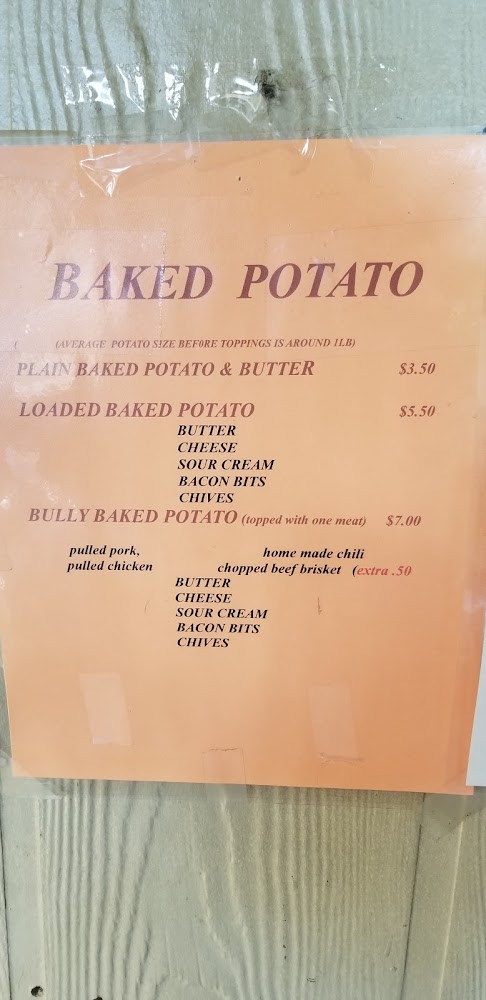 BAKED POTATO
( (AVERAGE POTATO SIZE BEFORE TOPPINGS IS AROUND 1LB)
PLAIN BAKED POTATO & BUTTER $3.50
LOADED BAKED POTATO $5.50
BUTTER
CHEESE
SOUR CREAM
BACON BITS
CHIVES
BULLY BAKED POTATO (topped with one meat) $7.00
pulled pork, home made chili
pulled chicken chopped beef brisket (extra .50
BUTTER
CHEESE
SOUR CREAM
BACON BITS
CHIVES